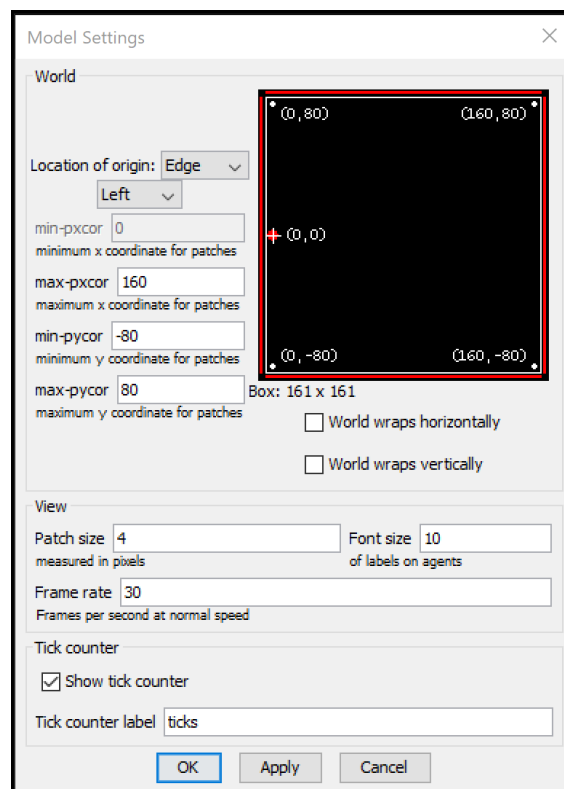 Model Settings
World
(0,80) (160,80)
Location of origin: Edge
Left
min-pxcor 0
minimum x coordinate for patches
(0,0)
max-pxcor 160
maximum x coordinate for patches
min-pycor -80
minimum y coordinate for patches
(0,-80) (160,-80)
max-pycor 80
maximum y coordinate for patches
Box: 161 x 161
World wraps horizontally
World wraps vertically
View
Patch size 4 Font size 10
measured in pixels of labels on agents
Frame rate 30
Frames per second at normal speed
Tick counter
Show tick counter
Tick counter label ticks
OK Apply Cancel